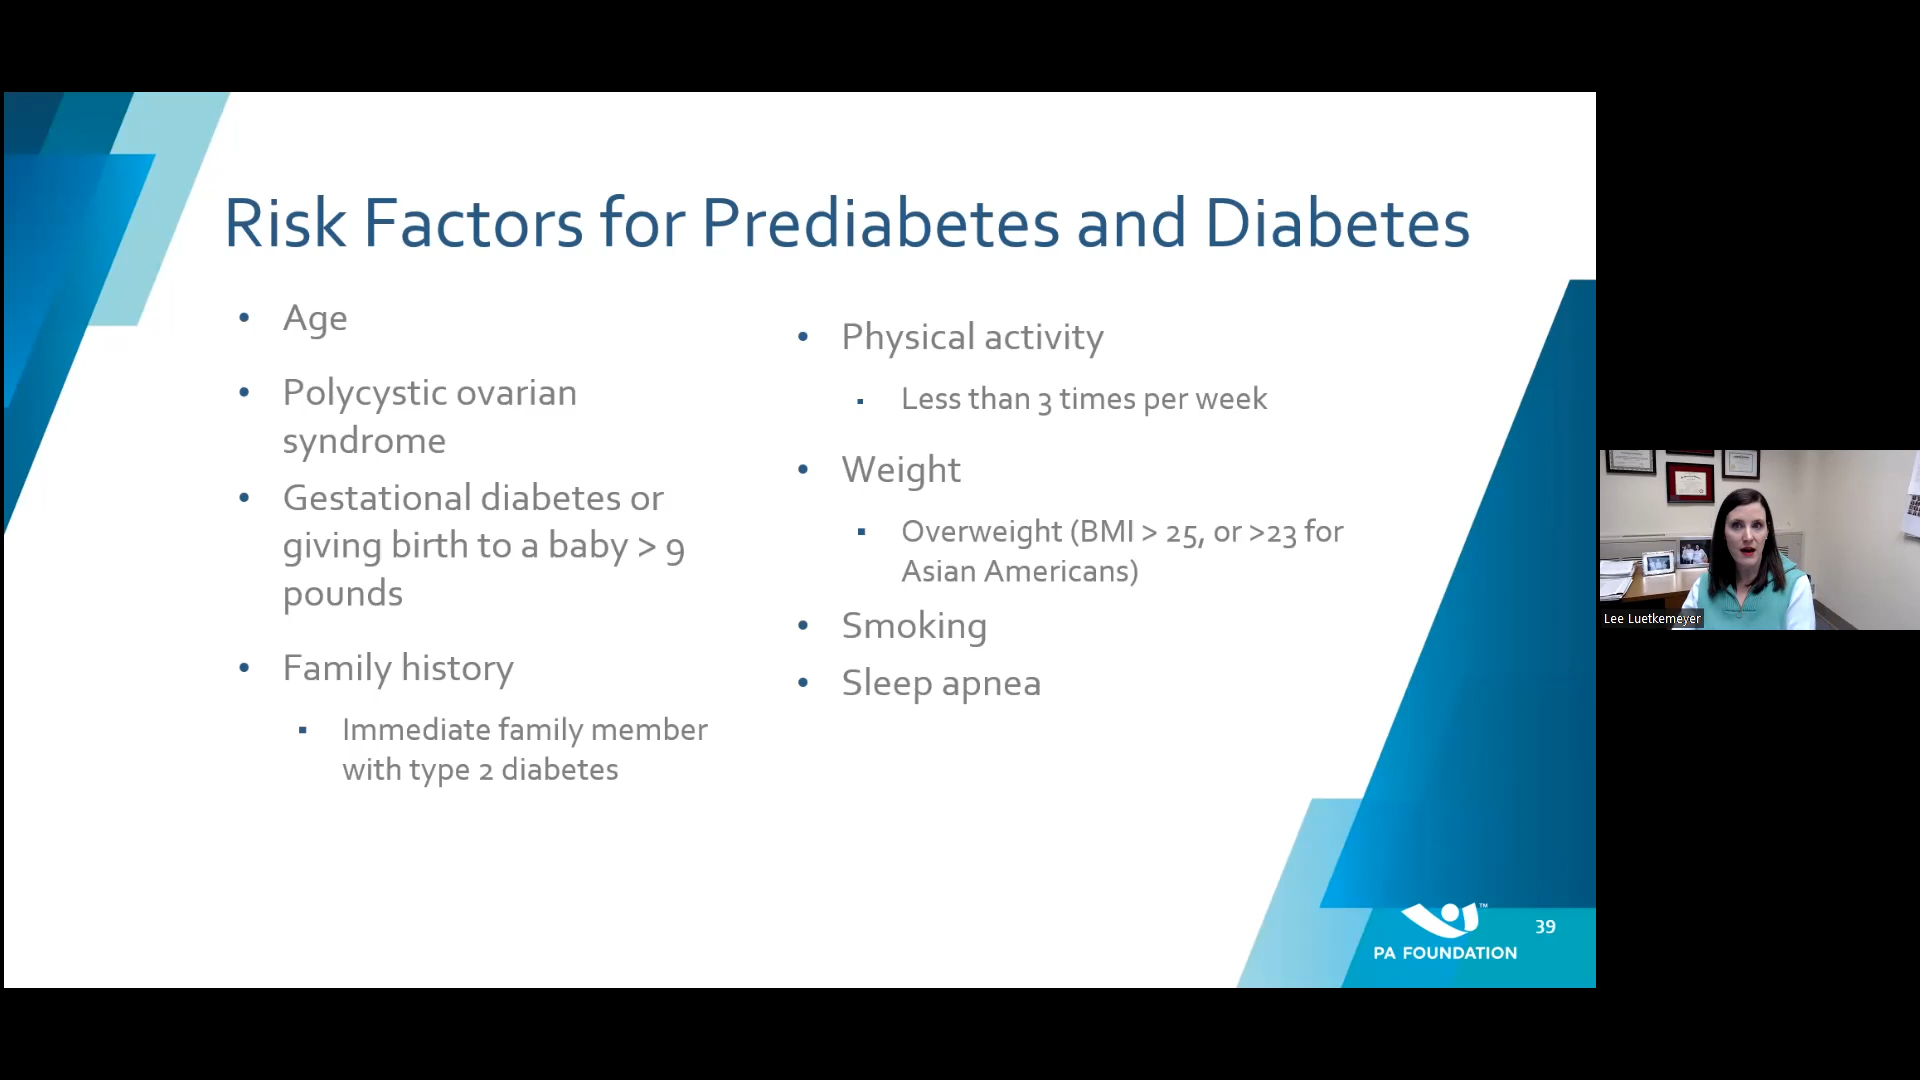 Risk Factors for Prediabetes and Diabetes
• Age
• Polycystic ovarian
syndrome
• Gestational diabetes or
giving birth to a baby > 9
pounds
• Family history
▪ Immediate family member
with type 2 diabetes
• Physical activity
▪ Less than 3 times per week
• Weight
▪ Overweight (BMI > 25, or >23 for
Asian Americans)
• Smoking
• Sleep apnea
™
PA FOUNDATION
39
Lee Luetkemeyer